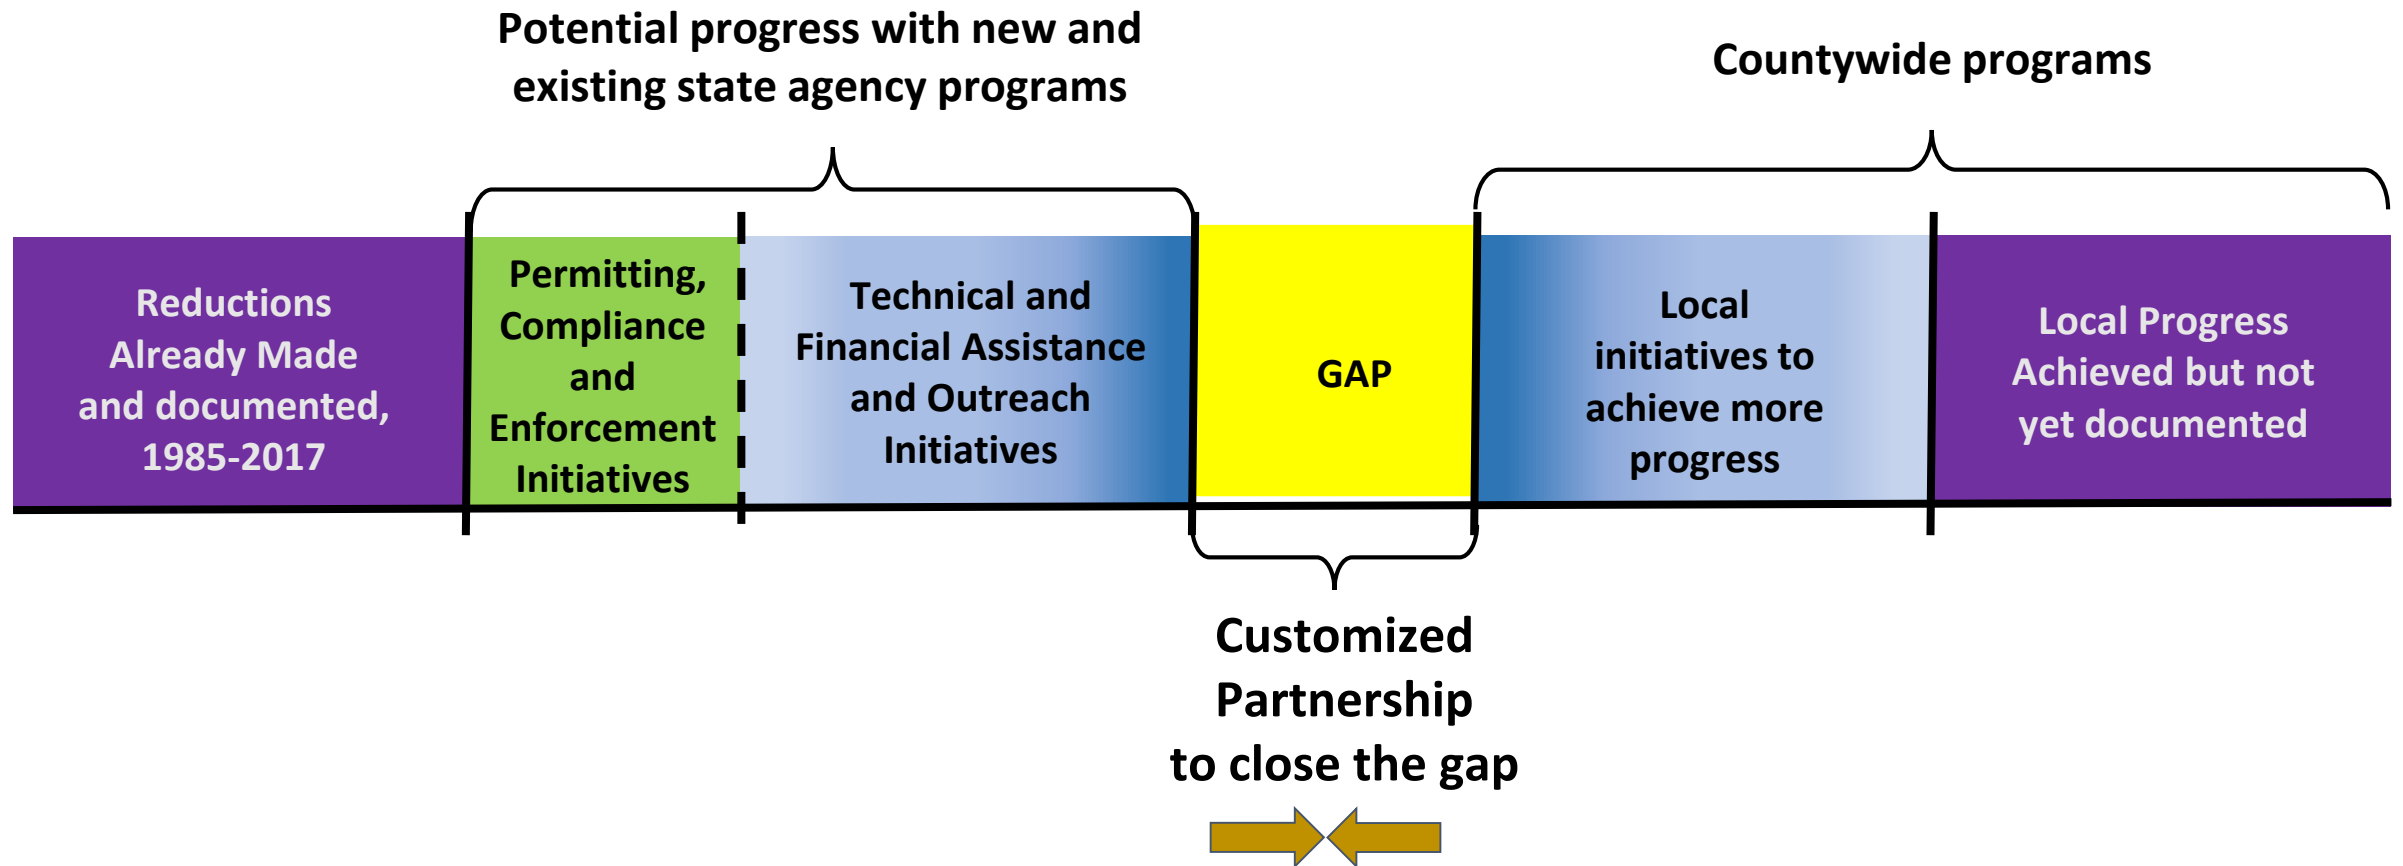 Potential progress with new and
existing state agency programs
Countywide programs
Reductions
Already Made
and documented,
1985-2017
Permitting,
Compliance
and
Enforcement
Initiatives
Technical and
Financial Assistance
and Outreach
Initiatives
GAP
Local
initiatives to
achieve more
progress
Local Progress
Achieved but not
yet documented
Customized
Partnership
to close the gap